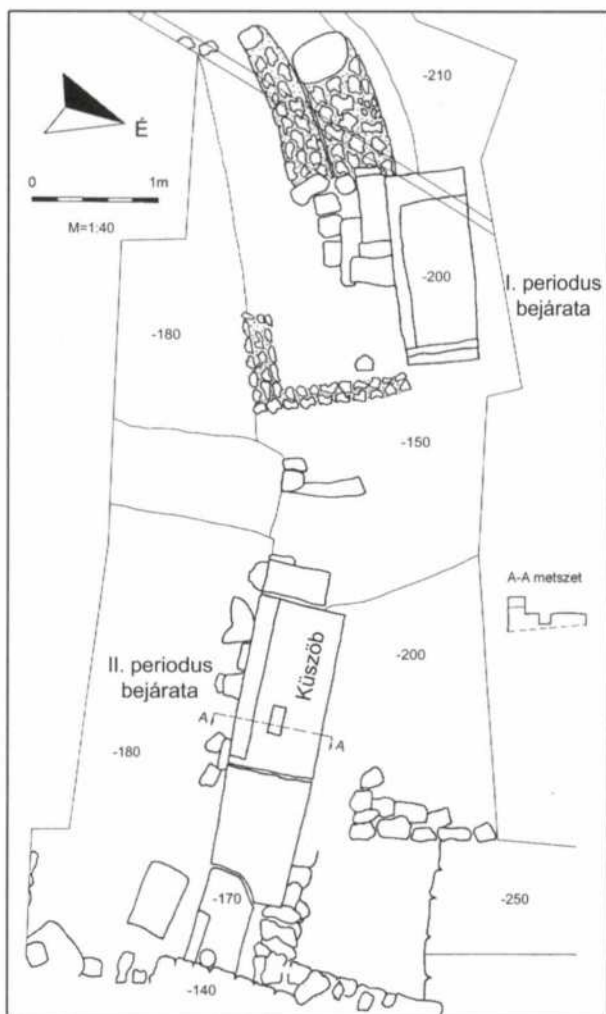 -210
É
0 1m
M=1:40
-200
I. periodus
bejárata
-180
-150
A-A metszet
-200
Küszöb
II. periodus
bejárata
A
A
-180
-170
-250
-140